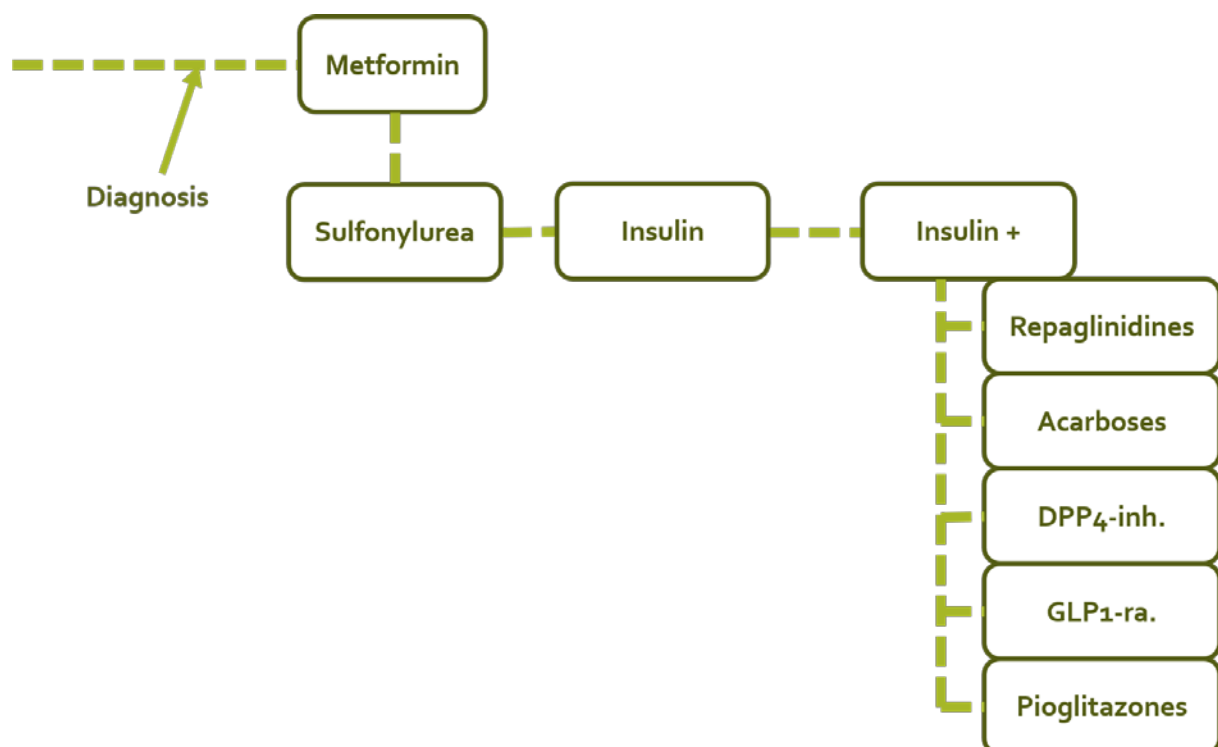 Metformin
Diagnosis
Sulfonylurea
Insulin
Insulin +
Repaglinidines
Acarboses
DPP4-inh.
GLP1-ra.
Pioglitazones